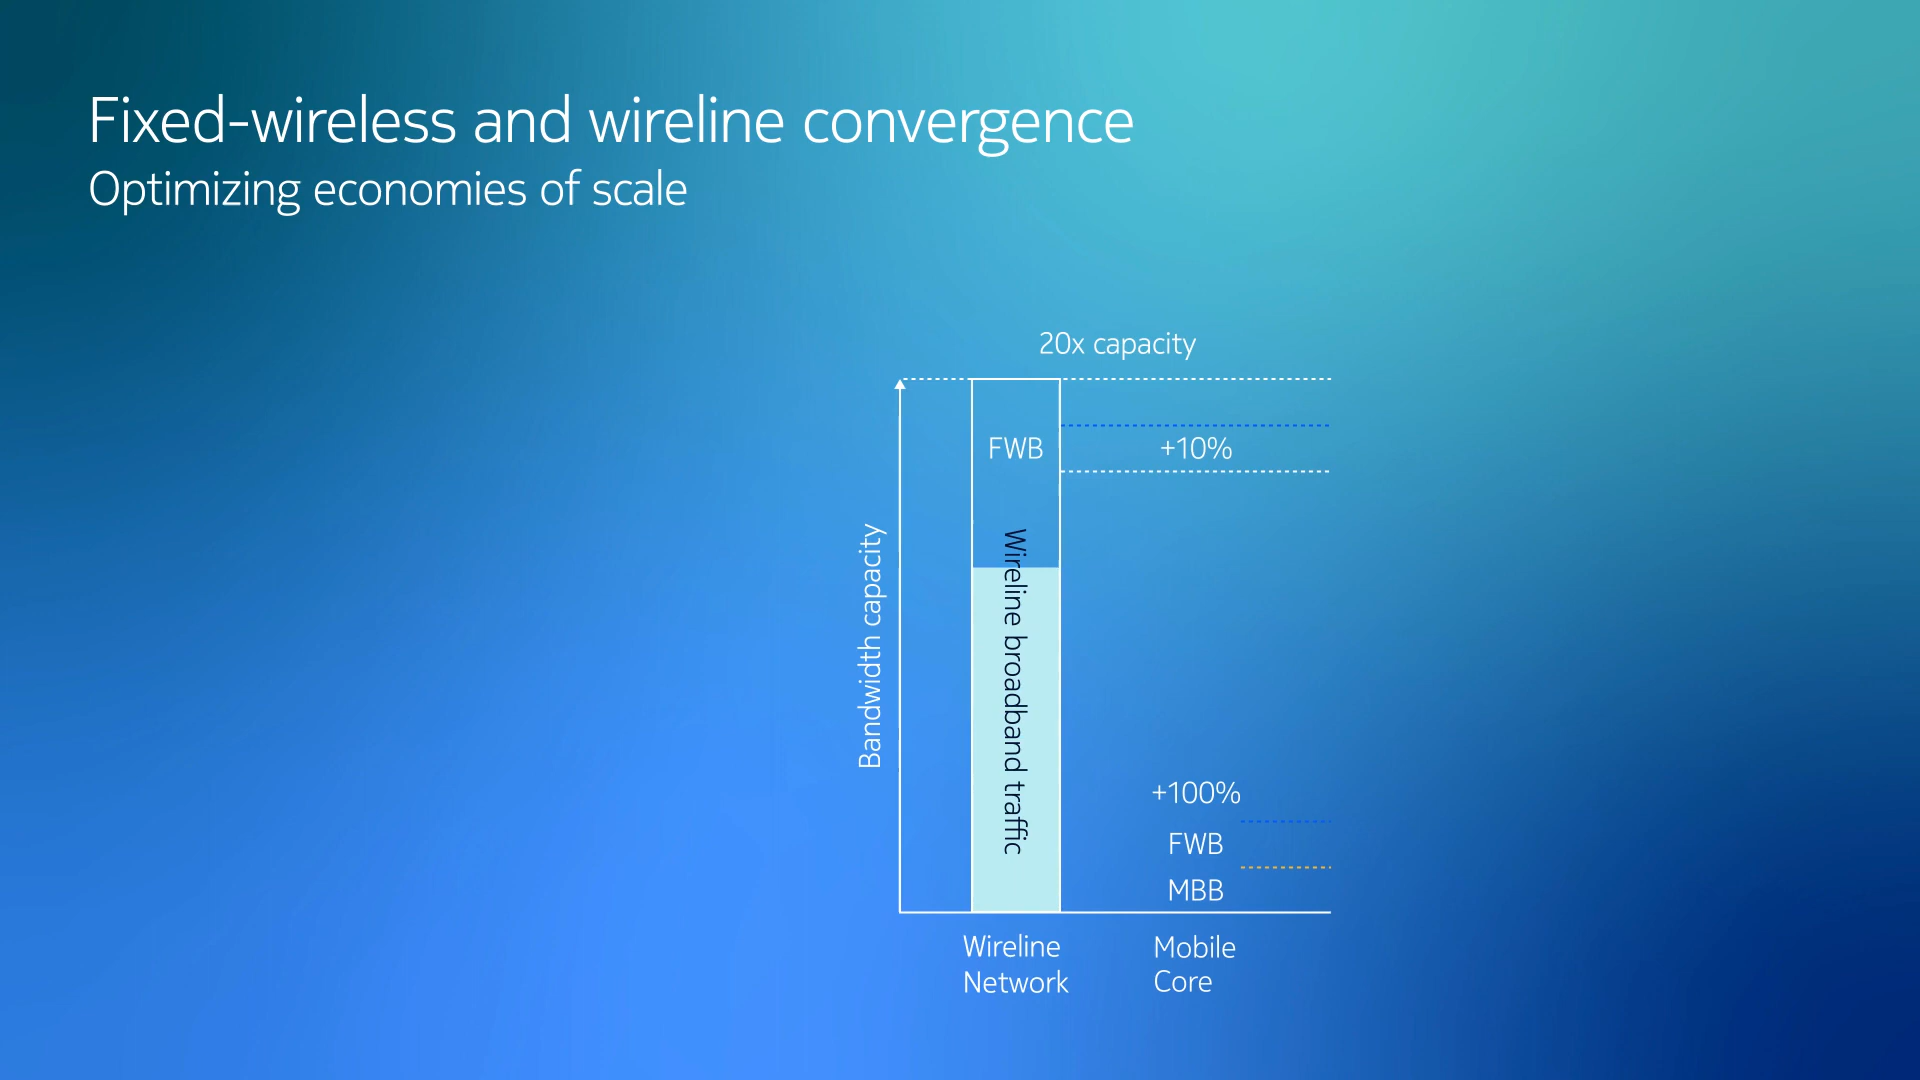 Fixed-wireless and wireline convergence
Optimizing economies of scale
20x capacity
FWB
+10%
Bandwidth capacity
Wireline broadband traffic
+100%
FWB
MBB
Wireline
Network
Mobile
Core